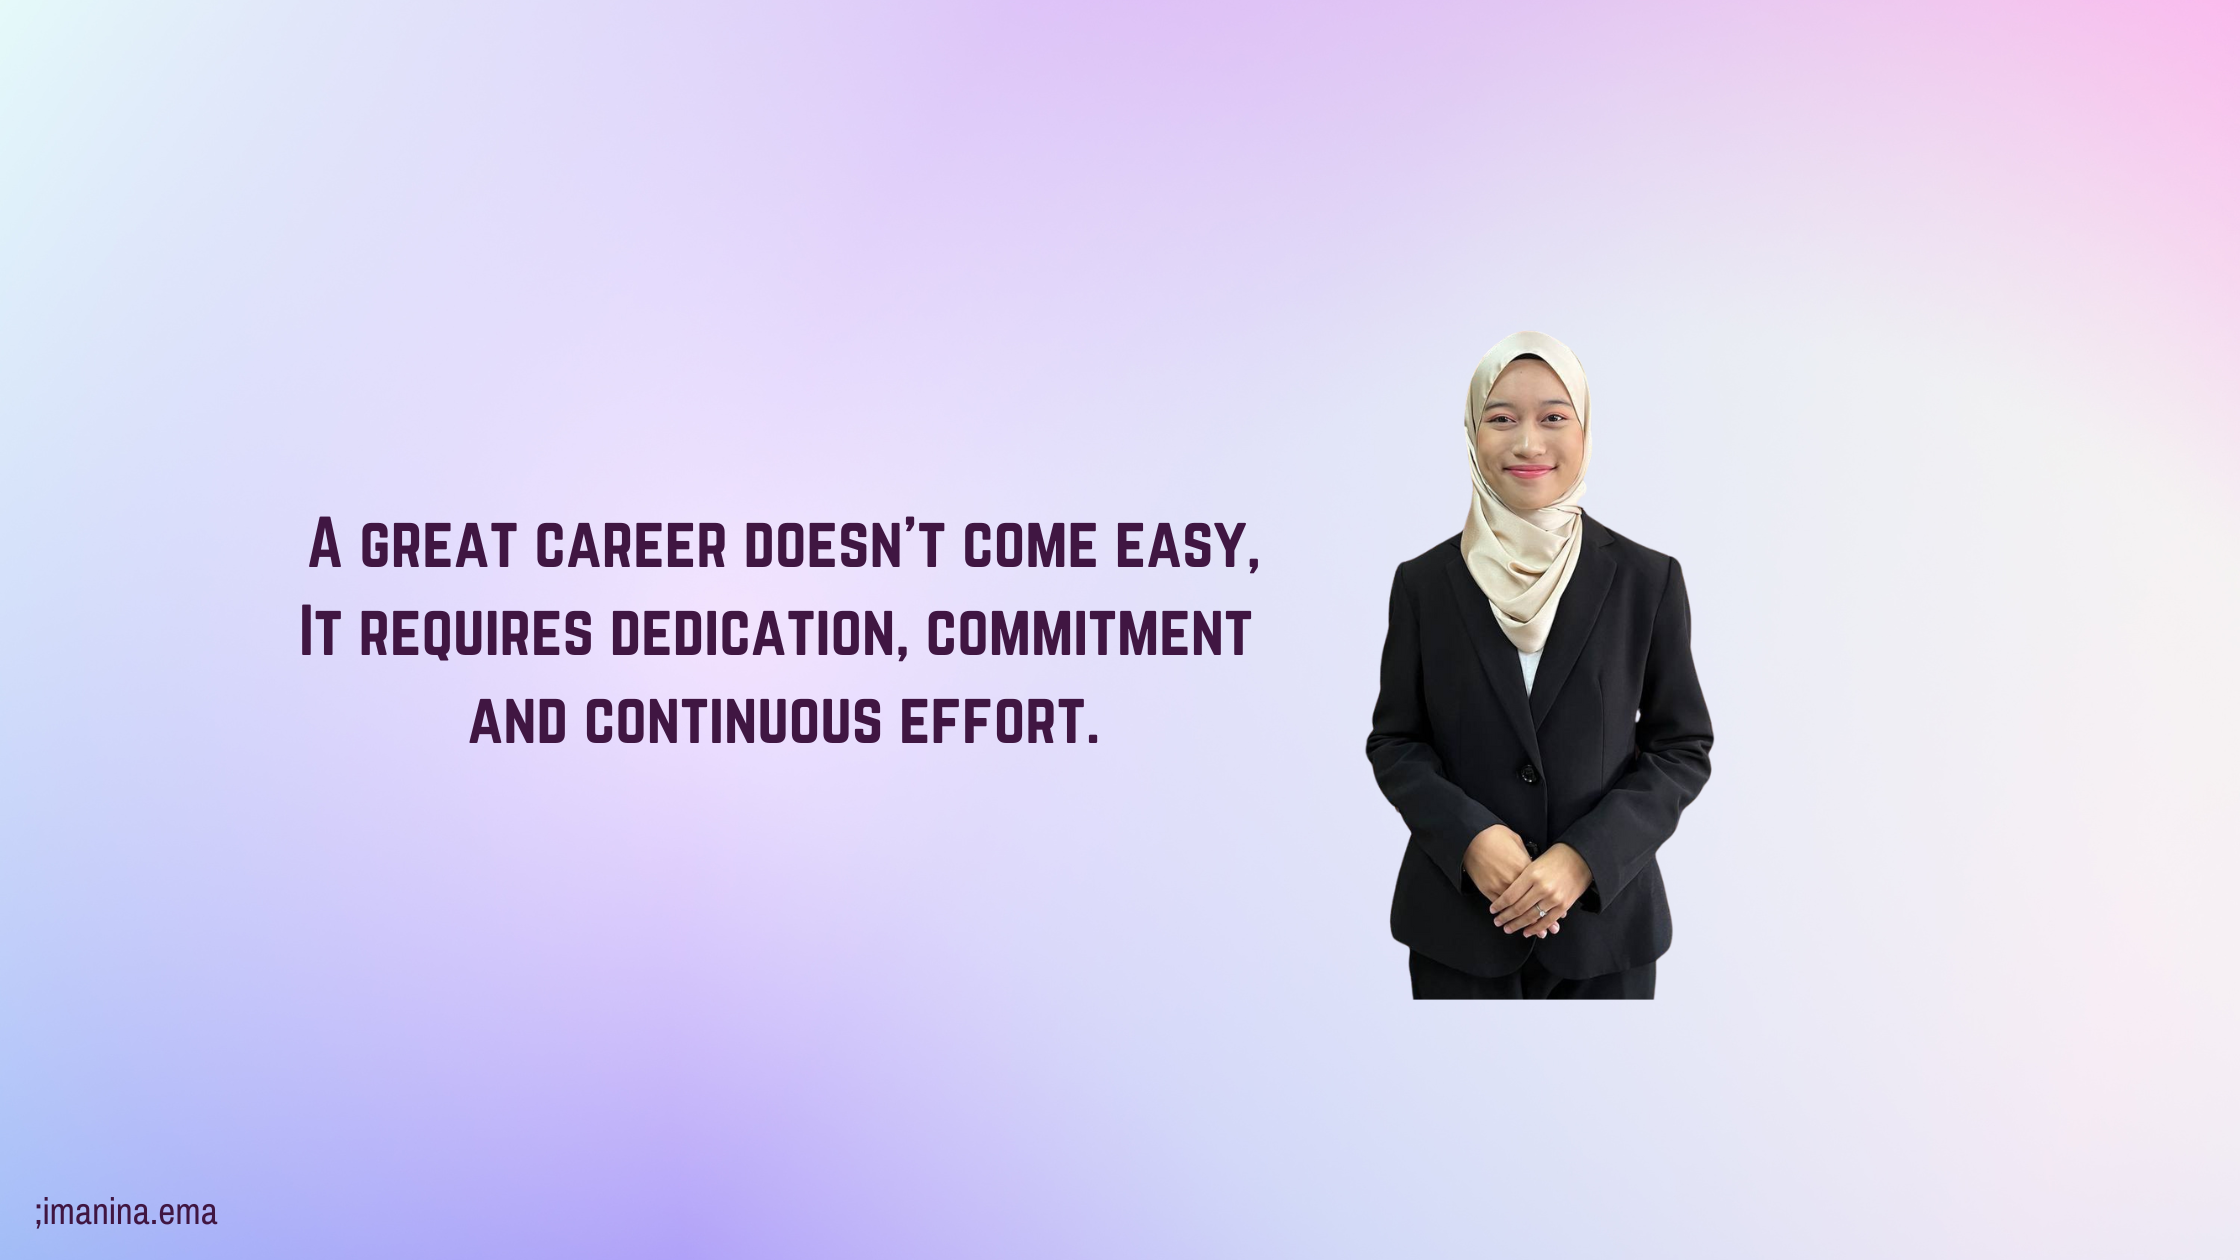 A great career doesn't come easy,
It requires dedication, commitment
and continuous effort.
;imanina.ema